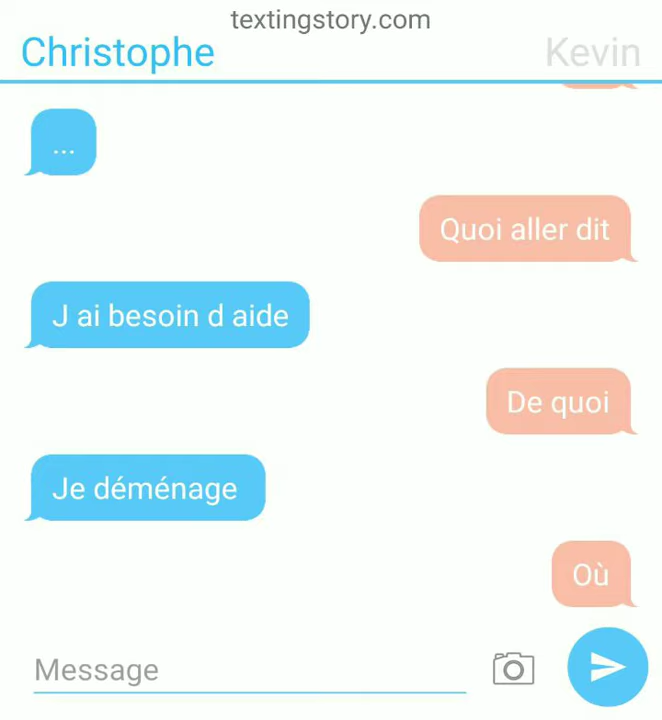 textingstory.com
Christophe
Kevin
...
Quoi aller dit
J ai besoin d aide
De quoi
Je déménage
Où
Message